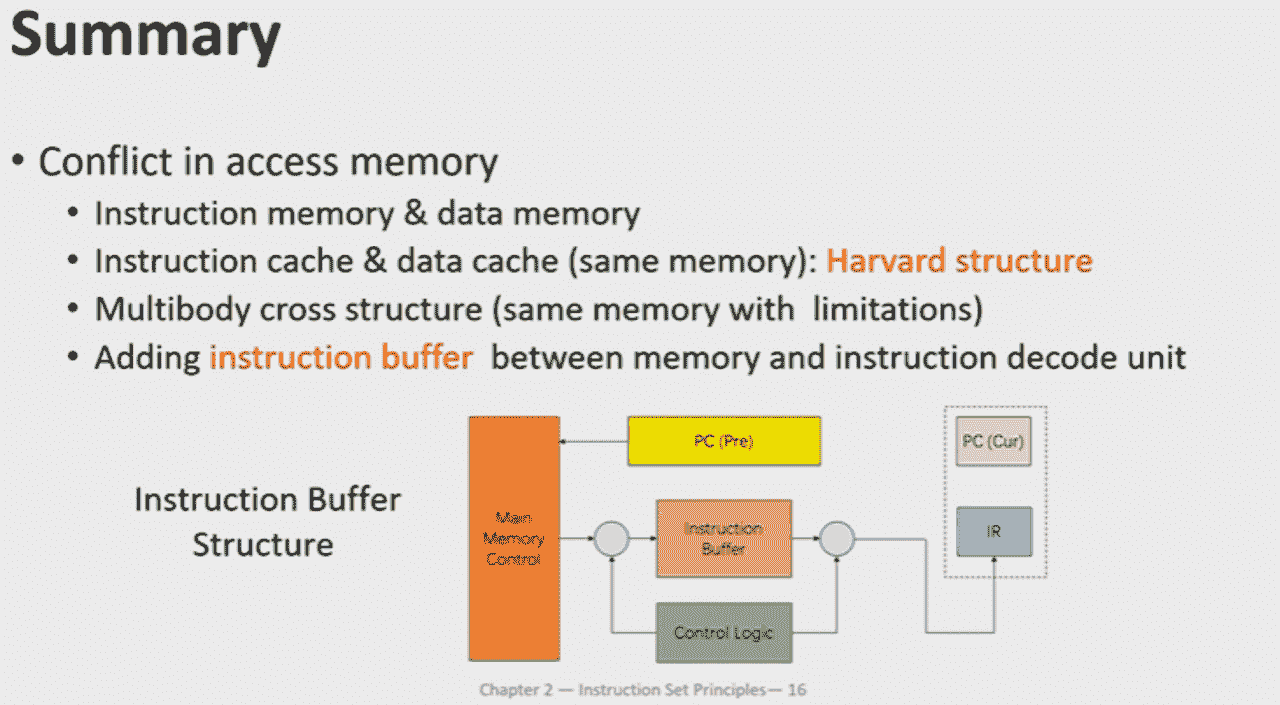 Summary
• Conflict in access memory
• Instruction memory & data memory
• Instruction cache & data cache (same memory): Harvard structure
• Multibody cross structure (same memory with limitations)
• Adding instruction buffer between memory and instruction decode unit
PC (Pre)
PC (Cur)
Instruction Buffer
Structure
Main
Memory
Control
Instruction
Buffer
IR
Control Logic
Chapter 2 — Instruction Set Principles— 16